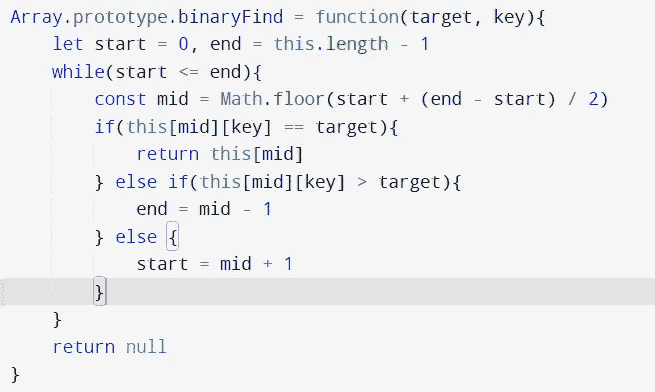 Array.prototype.binaryFind = function(target, key){
    let start = 0, end = this.length - 1
    while(start <= end){
        const mid = Math.floor(start + (end - start) / 2)
        if(this[mid][key] == target){
            return this[mid]
        } else if(this[mid][key] > target){
            end = mid - 1
        } else {
            start = mid + 1
        }
    }
    return null
}